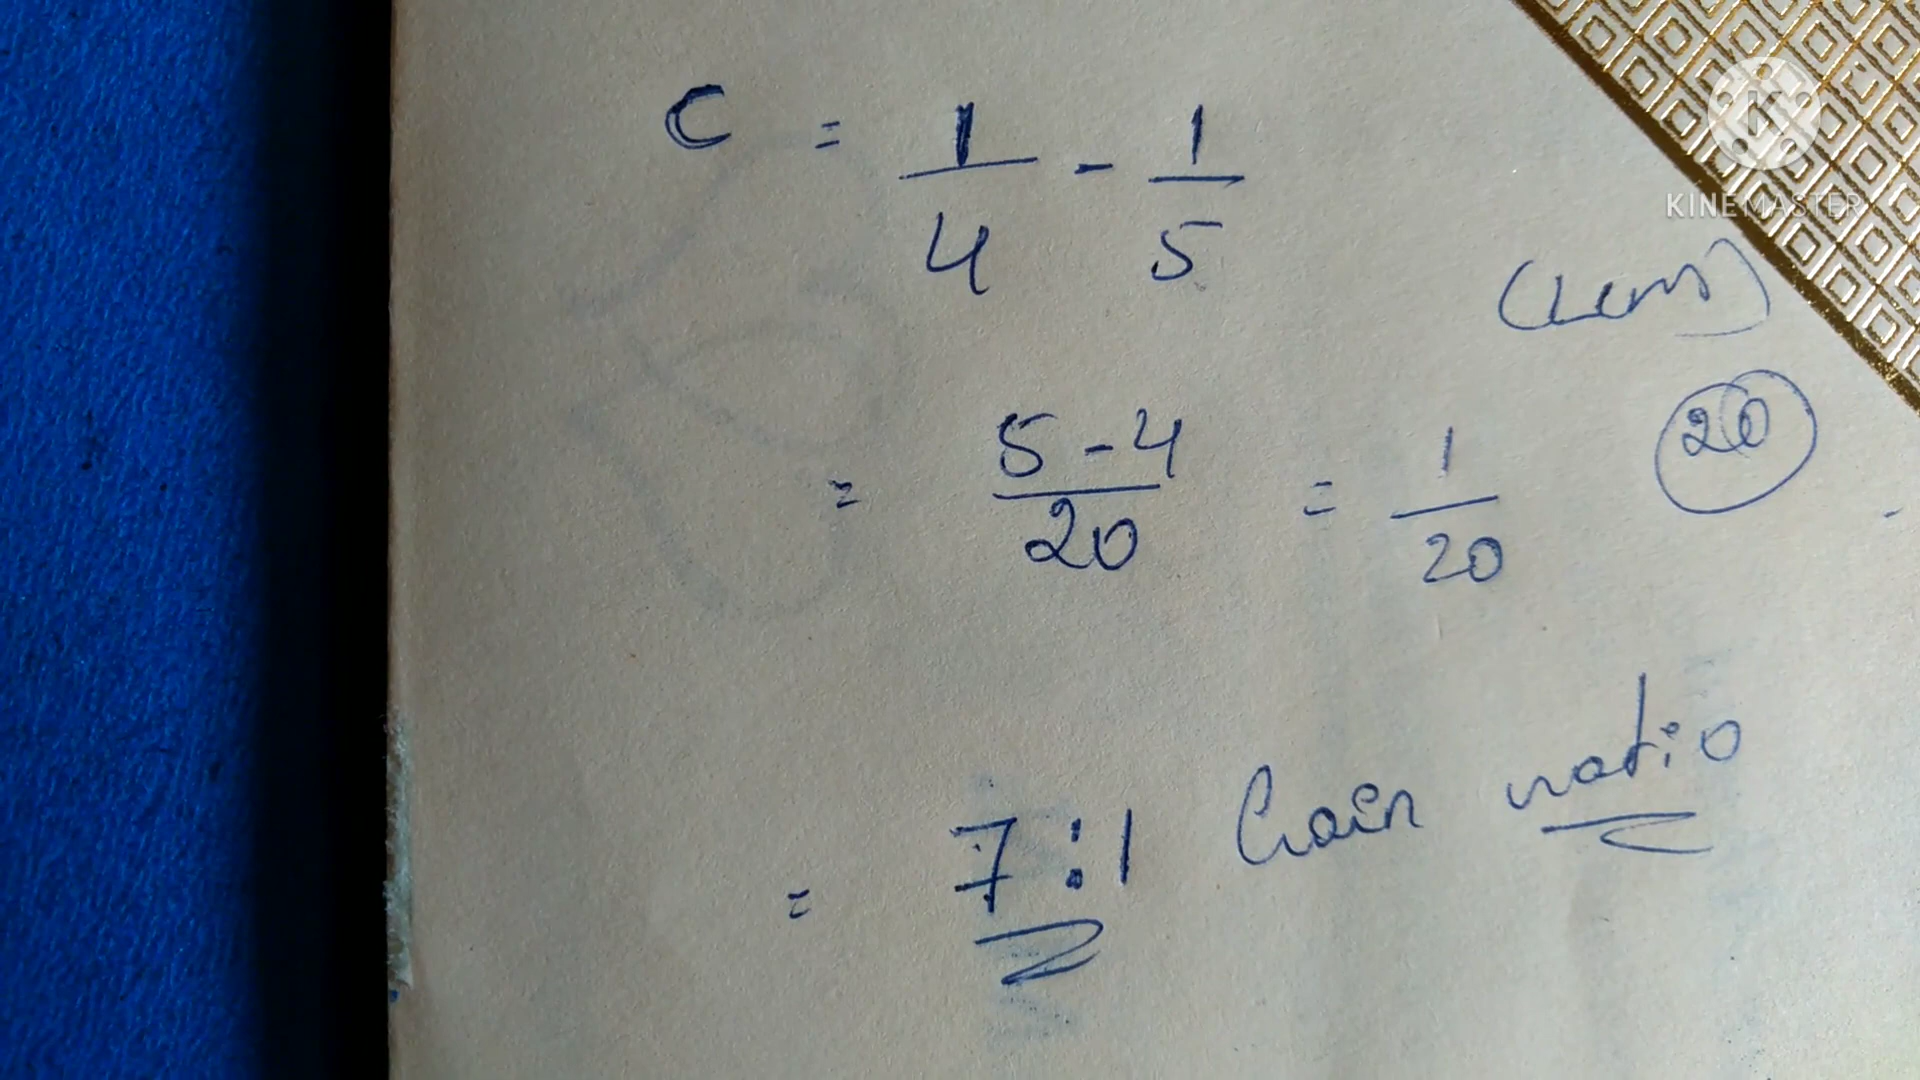 C = 1/4 - 1/5
KINEMASTER
(Lcm)
= 5-4/20 = 1/20
20
= 7:1 Gain ratio